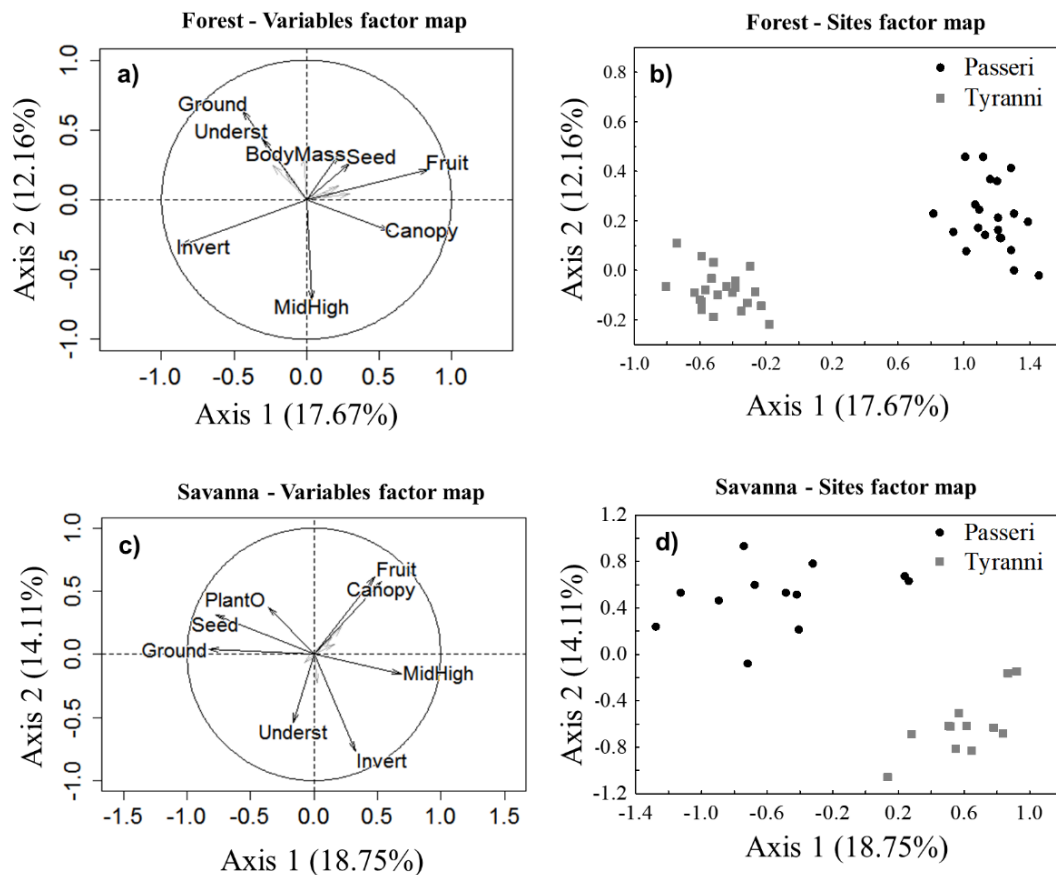 Forest - Variables factor map
a)
Ground
Underst
BodyMass
Seed
Fruit
Invert
Canopy
MidHigh
1.0
0.5
0.0
-0.5
-1.0
-1.0 -0.5 0.0 0.5 1.0
Axis 2 (12.16%)
Axis 1 (17.67%)
Forest - Sites factor map
b)
Passeri
Tyranni
0.8
0.6
0.4
0.2
0.0
-0.2
-1.0 -0.6 -0.2 0.2 0.6 1.0 1.4
Axis 2 (12.16%)
Axis 1 (17.67%)
Savanna - Variables factor map
c)
Fruit
Canopy
PlantO
Seed
Ground
MidHigh
Underst
Invert
1.0
0.5
0.0
-0.5
-1.0
-1.5 -1.0 -0.5 0.0 0.5 1.0 1.5
Axis 2 (14.11%)
Axis 1 (18.75%)
Savanna - Sites factor map
d)
Passeri
Tyranni
1.2
0.8
0.4
0.0
-0.4
-0.8
-1.2
-1.4 -1.0 -0.6 -0.2 0.2 0.6 1.0
Axis 2 (14.11%)
Axis 1 (18.75%)